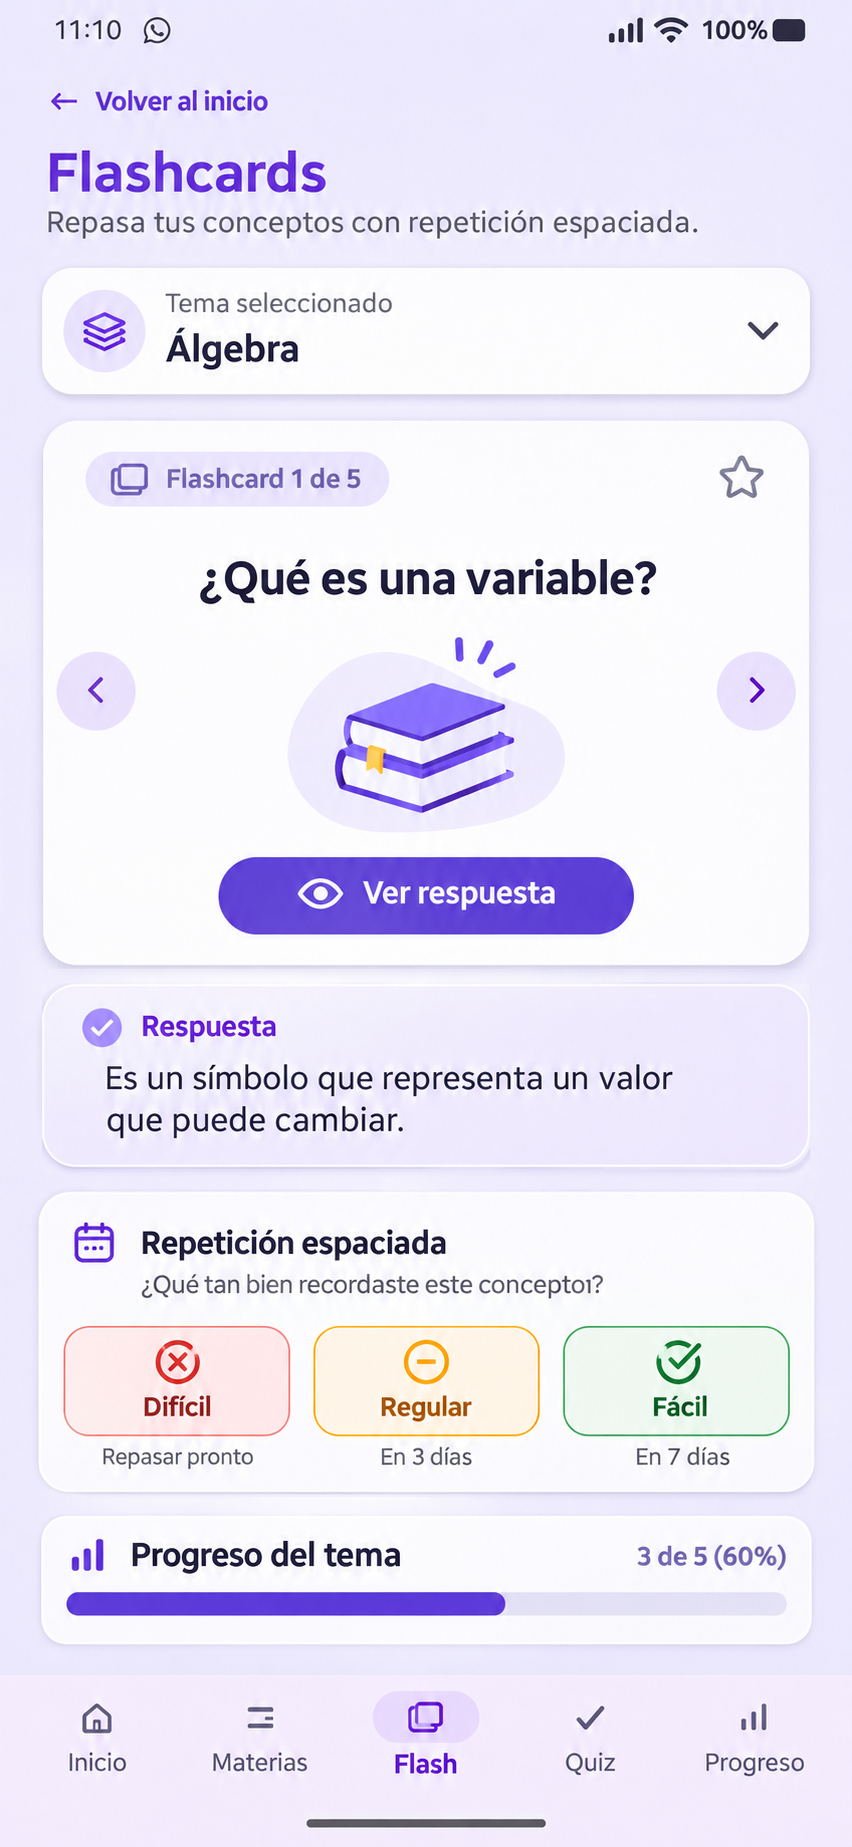 11:10
100%
← Volver al inicio
Flashcards
Repasa tus conceptos con repetición espaciada.
Tema seleccionado
Álgebra
Flashcard 1 de 5
¿Qué es una variable?
Ver respuesta
Respuesta
Es un símbolo que representa un valor
que puede cambiar.
Repetición espaciada
¿Qué tan bien recordaste este conceptoı?
Difícil
Regular
Fácil
Repasar pronto
En 3 días
En 7 días
Progreso del tema
3 de 5 (60%)
Inicio
Materias
Flash
Quiz
Progreso